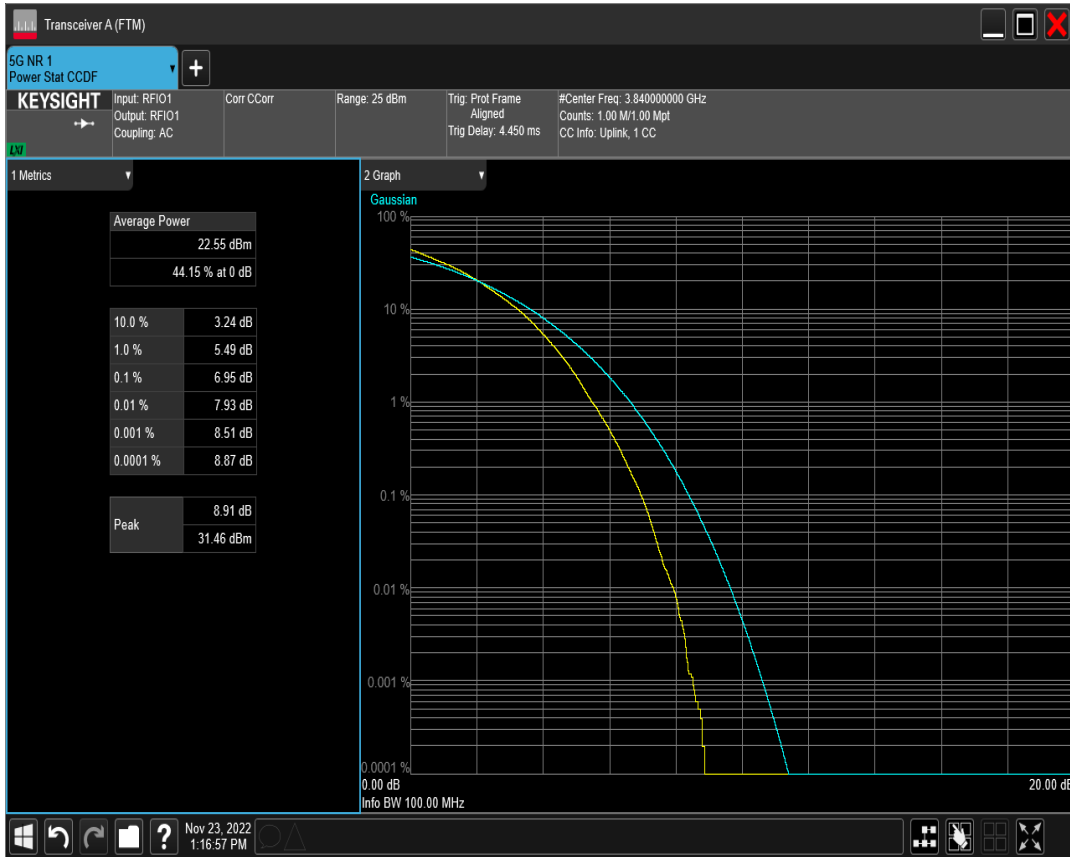 Transceiver A (FTM)
5G NR 1
Power Stat CCDF
+
KEYSIGHT
LXI
Input: RFIO1
Output: RFIO1
Coupling: AC
Corr CCorr
Range: 25 dBm
Trig: Prot Frame
Aligned
Trig Delay: 4.450 ms
#Center Freq: 3.840000000 GHz
Counts: 1.00 M/1.00 Mpt
CC Info: Uplink, 1 CC
1 Metrics
Average Power
22.55 dBm
44.15 % at 0 dB
10.0 % 3.24 dB
1.0 % 5.49 dB
0.1 % 6.95 dB
0.01 % 7.93 dB
0.001 % 8.51 dB
0.0001 % 8.87 dB
Peak 8.91 dB
31.46 dBm
2 Graph
Gaussian
100 %
10 %
1 %
0.1 %
0.01 %
0.001 %
0.0001 %
0.00 dB 20.00 dB
Info BW 100.00 MHz
? Nov 23, 2022
1:16:57 PM